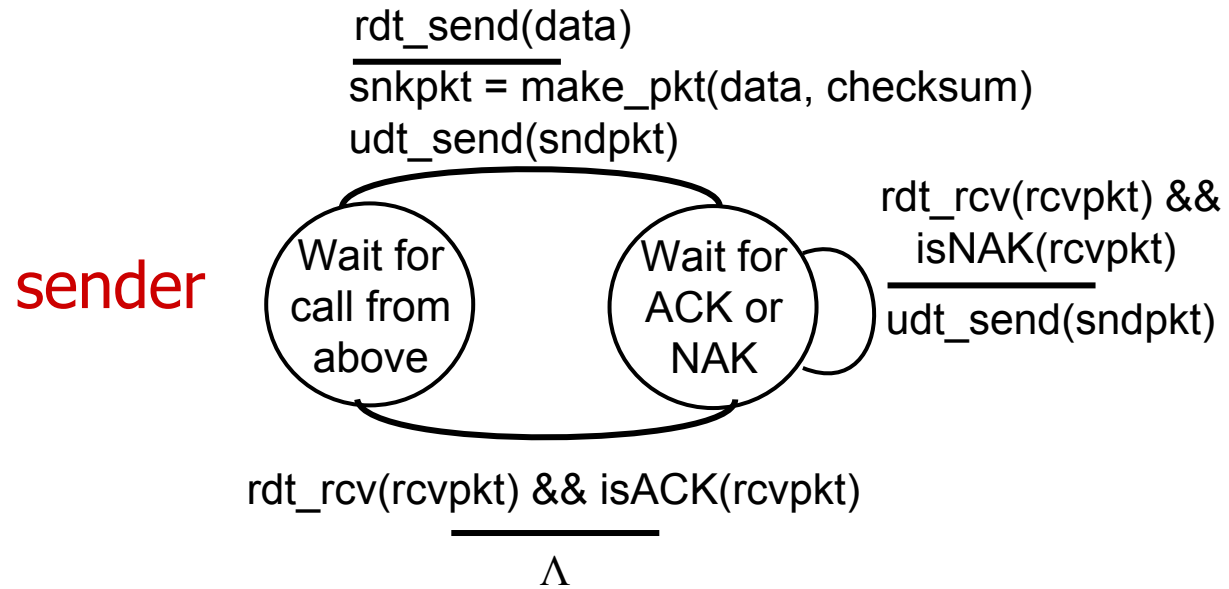 rdt_send(data)
snkpkt = make_pkt(data, checksum)
udt_send(sndpkt)
sender
Wait for
call from
above
Wait for
ACK or
NAK
rdt_rcv(rcvpkt) &&
isNAK(rcvpkt)
udt_send(sndpkt)
rdt_rcv(rcvpkt) && isACK(rcvpkt)
Λ